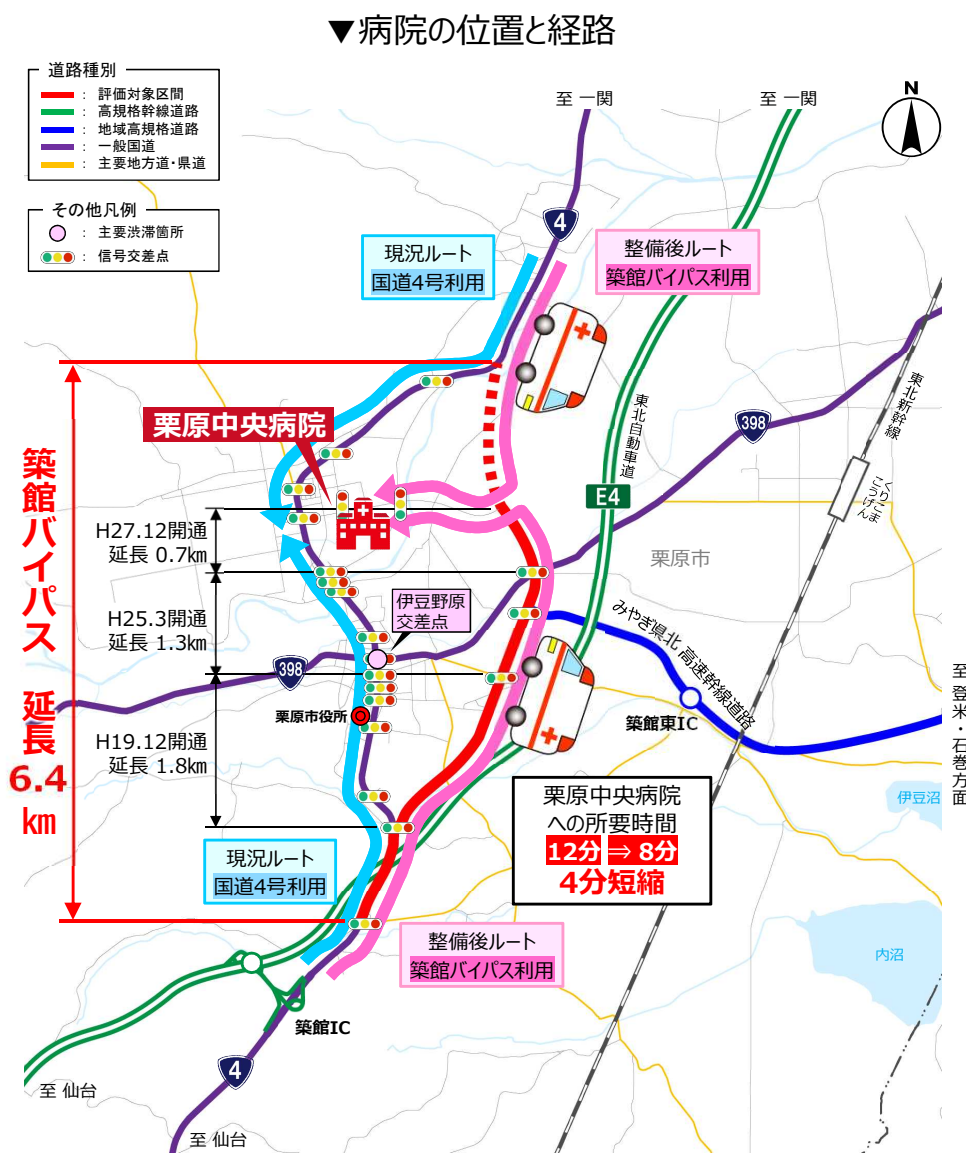 ▼病院の位置と経路
道路種別
： 評価対象区間
： 高規格幹線道路
： 地域高規格道路
： 一般国道
： 主要地方道・県道
その他凡例
： 主要渋滞箇所
： 信号交差点
至 一関
至 一関
N
4
現況ルート
国道4号利用
整備後ルート
築館バイパス利用
栗原中央病院
東北自動車道
398
東北新幹線
E4
くりこま
こうげん
築館バイパス 延長
6.4
km
H27.12開通
延長 0.7km
栗原市
H25.3開通
延長 1.3km
伊豆野原
交差点
みやぎ県北 高速幹線道路
398
栗原市役所
築館東IC
至 登米・石巻方面
H19.12開通
延長 1.8km
伊豆沼
栗原中央病院
への所要時間
12分 ⇒ 8分
4分短縮
現況ルート
国道4号利用
整備後ルート
築館バイパス利用
内沼
築館IC
4
至 仙台
至 仙台